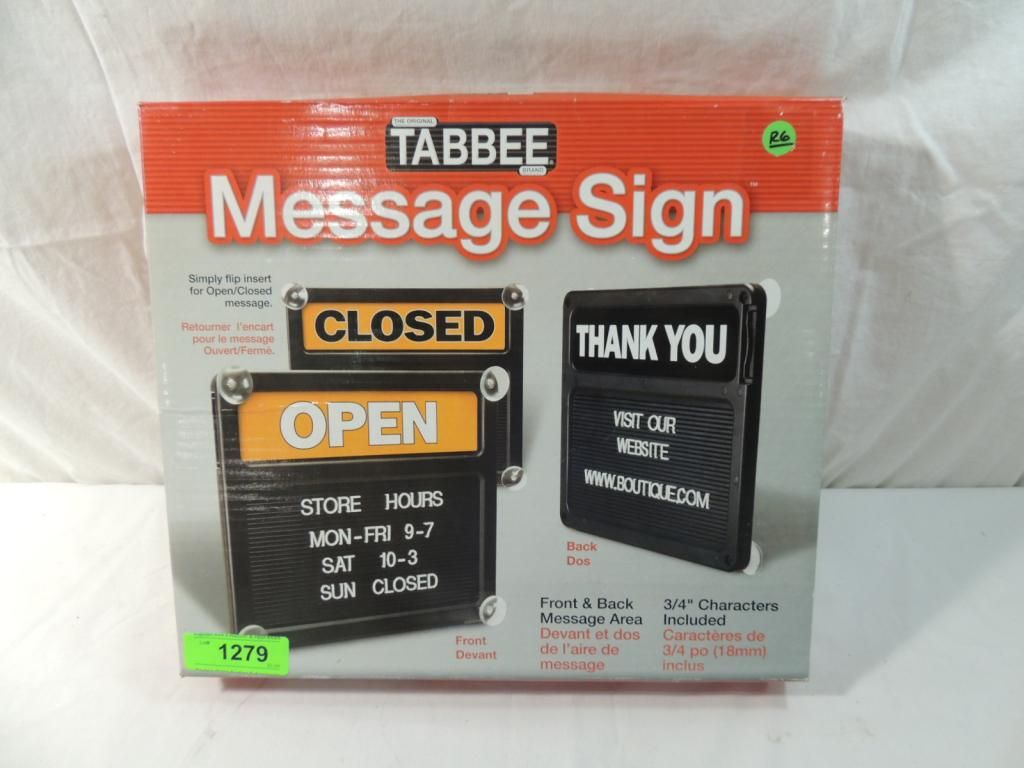 THE ORIGINAL
TABBEE®
BRAND
R6
Message Sign™
Simply flip insert
for Open/Closed
message.
Retourner l'encart
pour le message
Ouvert/Fermé.
CLOSED
OPEN
STORE HOURS
MON-FRI 9-7
SAT 10-3
SUN CLOSED
THANK YOU
VISIT OUR
WEBSITE
WWW.BOUTIQUE.COM
Back
Dos
Front
Devant
Front & Back
Message Area
Devant et dos
de l'aire de
message
3/4" Characters
Included
Caractères de
3/4 po (18mm)
inclus
Lot#
1279